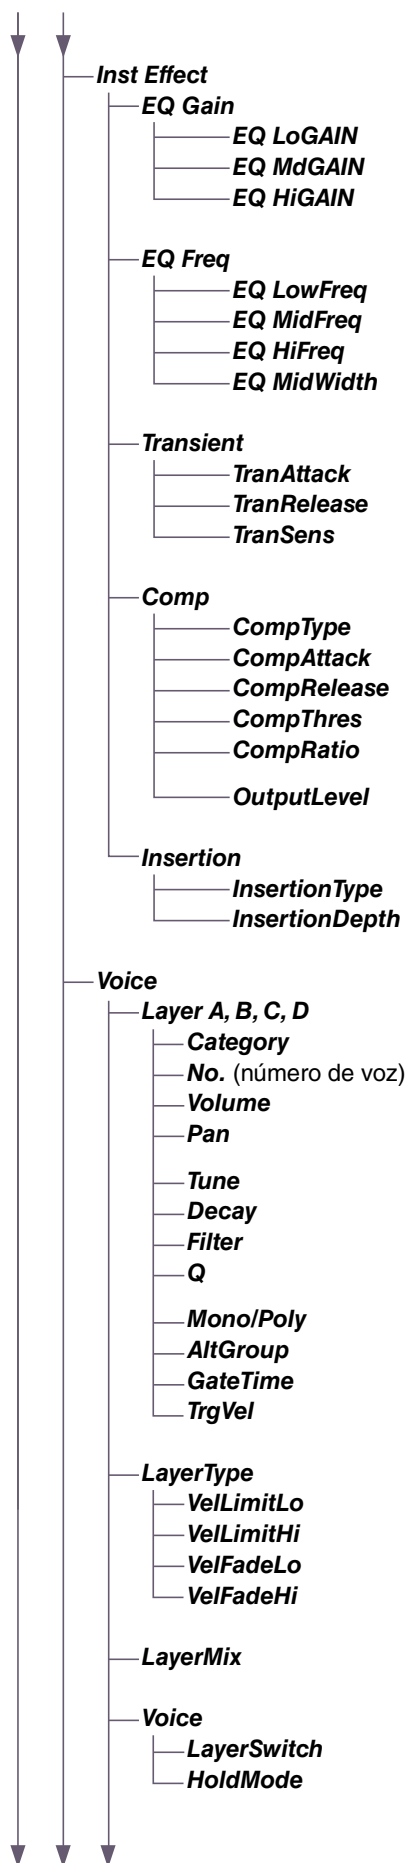 Inst Effect
EQ Gain
EQ LoGAIN
EQ MdGAIN
EQ HiGAIN
EQ Freq
EQ LowFreq
EQ MidFreq
EQ HiFreq
EQ MidWidth
Transient
TranAttack
TranRelease
TranSens
Comp
CompType
CompAttack
CompRelease
CompThres
CompRatio
OutputLevel
Insertion
InsertionType
InsertionDepth
Voice
Layer A, B, C, D
Category
No. (número de voz)
Volume
Pan
Tune
Decay
Filter
Q
Mono/Poly
AltGroup
GateTime
TrgVel
LayerType
VelLimitLo
VelLimitHi
VelFadeLo
VelFadeHi
LayerMix
Voice
LayerSwitch
HoldMode